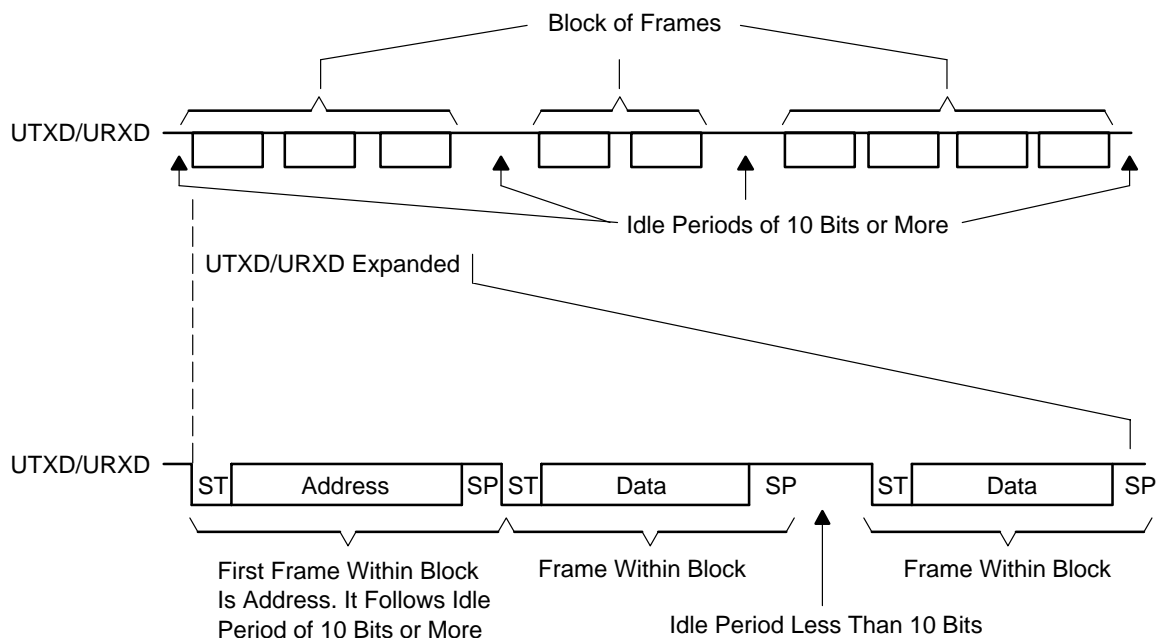 Block of Frames
UTXD/URXD
Idle Periods of 10 Bits or More
UTXD/URXD Expanded
UTXD/URXD
ST Address SP ST Data SP ST Data SP
First Frame Within Block
Is Address. It Follows Idle
Period of 10 Bits or More
Frame Within Block
Frame Within Block
Idle Period Less Than 10 Bits